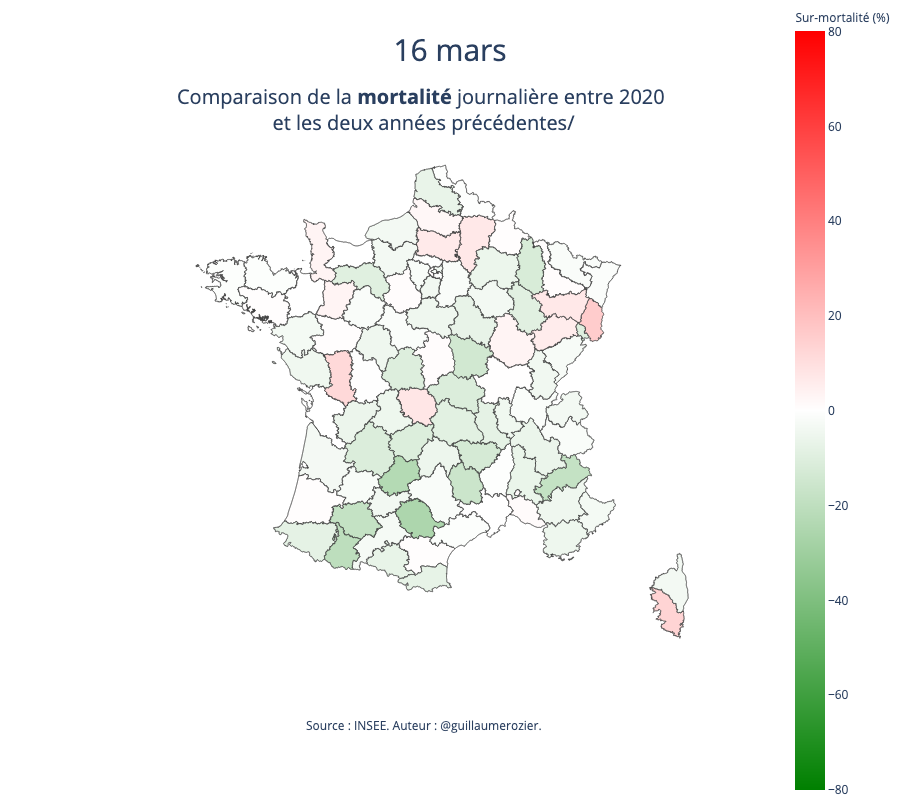 Sur-mortalité (%)
16 mars
Comparaison de la mortalité journalière entre 2020
et les deux années précédentes/
80
60
40
20
0
−20
−40
−60
−80
Source : INSEE. Auteur : @guillaumerozier.